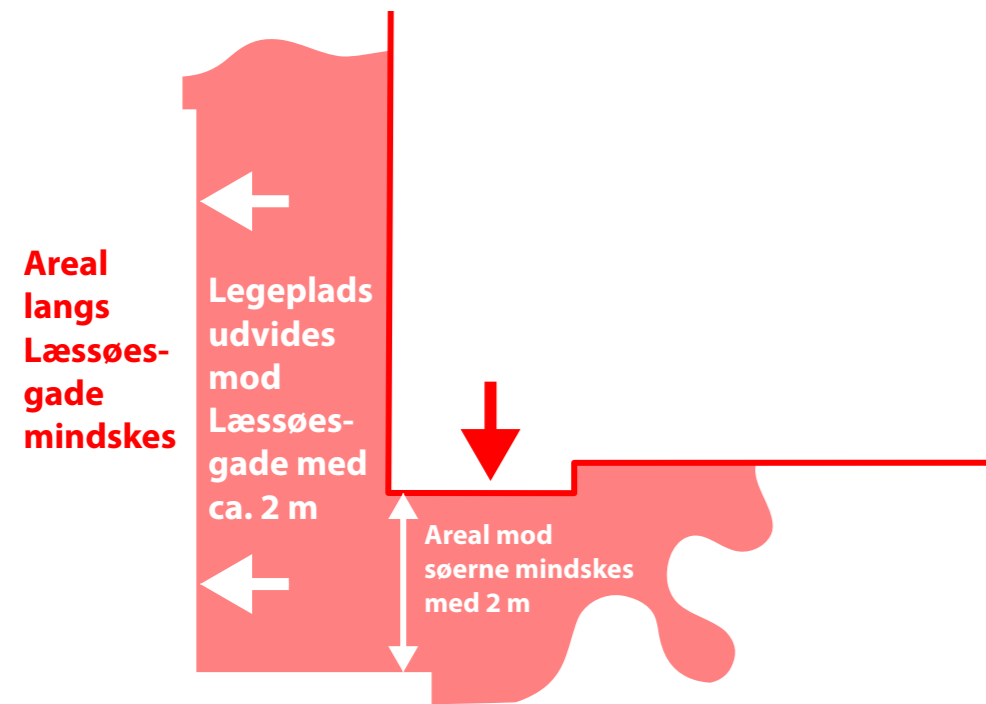 Areal
langs
Læssøes-
gade
mindskes
Legeplads
udvides
mod
Læssøes-
gade med
ca. 2 m
Areal mod
søerne mindskes
med 2 m